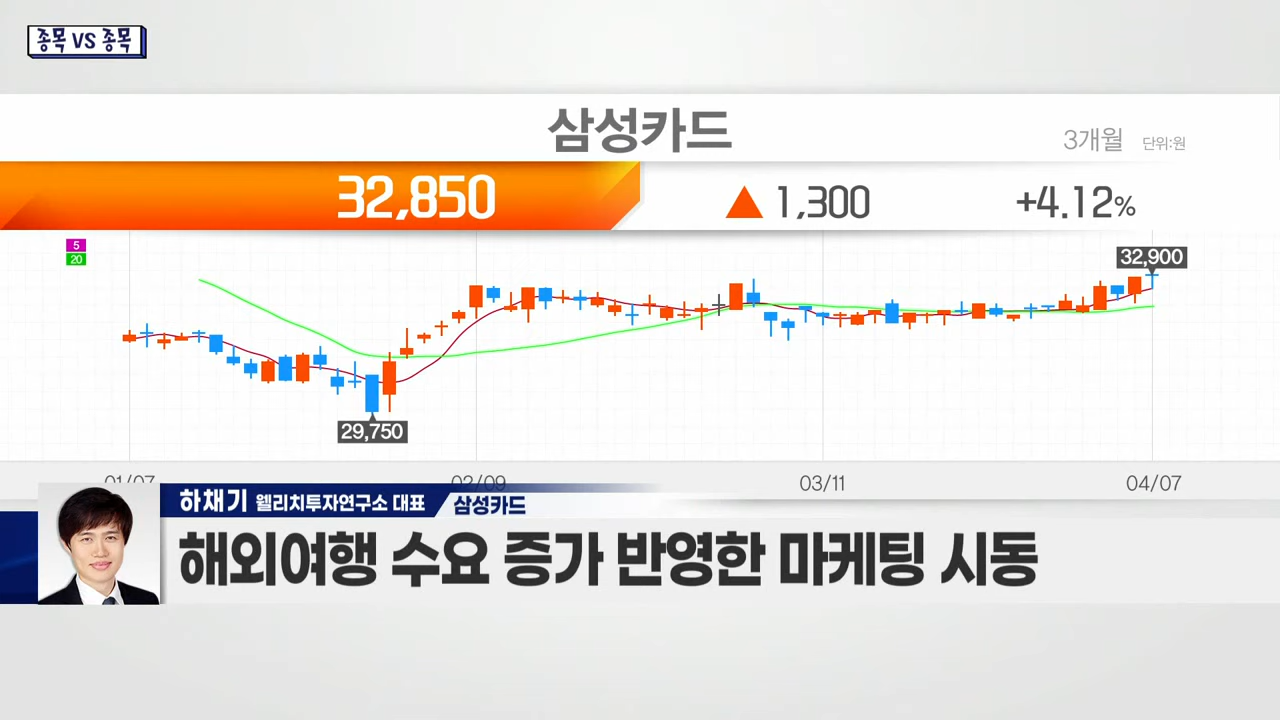 종목 VS 종목
삼성카드
3개월 단위:원
32,850 ▲ 1,300 +4.12%
5
20
32,900
29,750
01/07 02/09 03/11 04/07
하채기 웰리치투자연구소 대표 삼성카드
해외여행 수요 증가 반영한 마케팅 시동